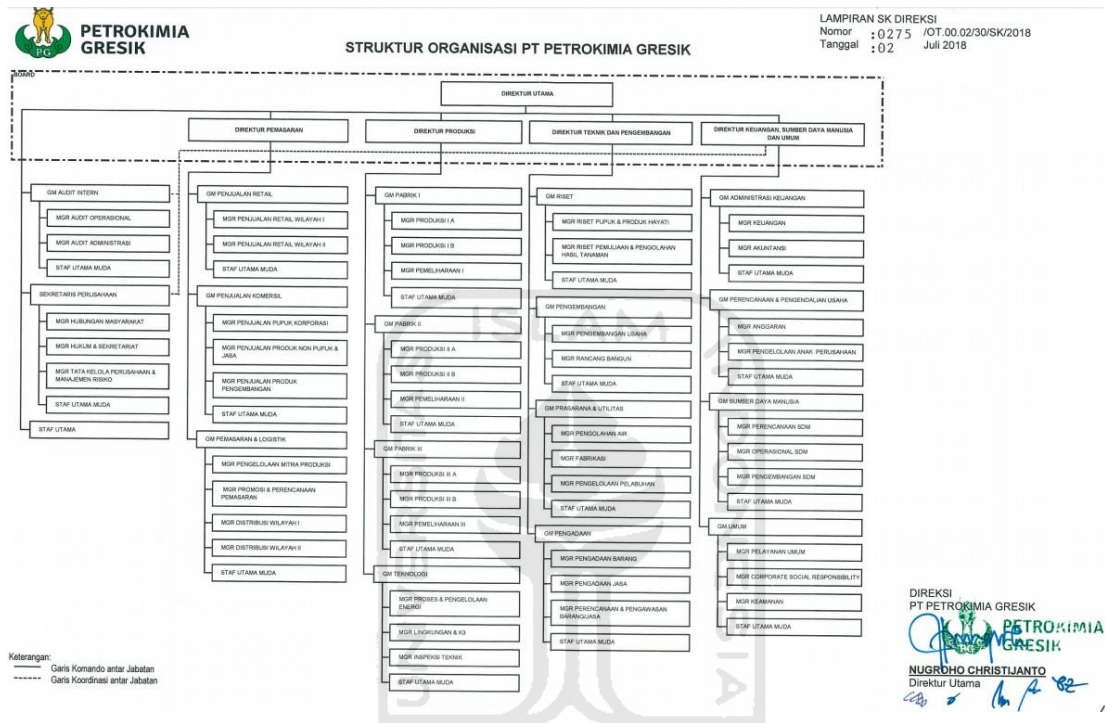 PETROKIMIA
GRESIK
PG
STRUKTUR ORGANISASI PT PETROKIMIA GRESIK
LAMPIRAN SK DIREKSI
Nomor :0275 /OT.00.02/30/SK/2018
Tanggal :02 Juli 2018
BOARD
DIREKTUR UTAMA
DIREKTUR PEMASARAN
DIREKTUR PRODUKSI
DIREKTUR TEKNIK DAN PENGEMBANGAN
DIREKTUR KEUANGAN, SUMBER DAYA MANUSIA
DAN UMUM
GM AUDIT INTERN
MGR AUDIT OPERASIONAL
MGR AUDIT ADMINISTRASI
STAF UTAMA MUDA
SEKRETARIS PERUSAHAAN
MGR HUBUNGAN MASYARAKAT
MGR HUKUM & SEKRETARIAT
MGR TATA KELOLA PERUSAHAAN &
MANAJEMEN RISIKO
STAF UTAMA MUDA
STAF UTAMA
GM PENJUALAN RETAIL
MGR PENJUALAN RETAIL WILAYAH I
MGR PENJUALAN RETAIL WILAYAH II
STAF UTAMA MUDA
GM PENJUALAN KOMERSIL
MGR PENJUALAN PUPUK KORPORASI
MGR PENJUALAN PRODUK NON PUPUK &
JASA
MGR PENJUALAN PRODUK
PENGEMBANGAN
STAF UTAMA MUDA
GM PEMASARAN & LOGISTIK
MGR PENGELOLAAN MITRA PRODUKSI
MGR PROMOSI & PERENCANAAN
PEMASARAN
MGR DISTRIBUSI WILAYAH I
MGR DISTRIBUSI WILAYAH II
STAF UTAMA MUDA
GM PABRIK I
MGR PRODUKSI I A
MGR PRODUKSI I B
MGR PEMELIHARAAN I
STAF UTAMA MUDA
GM PABRIK II
MGR PRODUKSI II A
MGR PRODUKSI II B
MGR PEMELIHARAAN II
STAF UTAMA MUDA
GM PABRIK III
MGR PRODUKSI III A
MGR PRODUKSI III B
MGR PEMELIHARAAN III
STAF UTAMA MUDA
GM TEKNOLOGI
MGR PROSES & PENGELOLAAN
ENERGI
MGR LINGKUNGAN & K3
MGR INSPEKSI TEKNIK
STAF UTAMA MUDA
GM RISET
MGR RISET PUPUK & PRODUK HAYATI
MGR RISET PEMULIAAN & PENGOLAHAN
HASIL TANAMAN
STAF UTAMA MUDA
GM PENGEMBANGAN
MGR PENGEMBANGAN USAHA
MGR RANCANG BANGUN
STAF UTAMA MUDA
GM PRASARANA & UTILITAS
MGR PENGOLAHAN AIR
MGR FABRIKASI
MGR PENGELOLAAN PELABUHAN
STAF UTAMA MUDA
GM PENGADAAN
MGR PENGADAAN BARANG
MGR PENGADAAN JASA
MGR PERENCANAAN & PENGAWASAN
BARANG/JASA
STAF UTAMA MUDA
GM ADMINISTRASI KEUANGAN
MGR KEUANGAN
MGR AKUNTANSI
STAF UTAMA MUDA
GM PERENCANAAN & PENGENDALIAN USAHA
MGR ANGGARAN
MGR PENGELOLAAN ANAK PERUSAHAAN
STAF UTAMA MUDA
GM SUMBER DAYA MANUSIA
MGR PERENCANAAN SDM
MGR OPERASIONAL SDM
MGR PENGEMBANGAN SDM
STAF UTAMA MUDA
GM UMUM
MGR PELAYANAN UMUM
MGR CORPORATE SOCIAL RESPONSIBILITY
MGR KEAMANAN
STAF UTAMA MUDA
UNIVERSITAS ISLAM INDONESIA
Keterangan:
Garis Komando antar Jabatan
Garis Koordinasi antar Jabatan
DIREKSI
PT PETROKIMIA GRESIK
PETROKIMIA
GRESIK
PG
NUGROHO CHRISTIJANTO
Direktur Utama